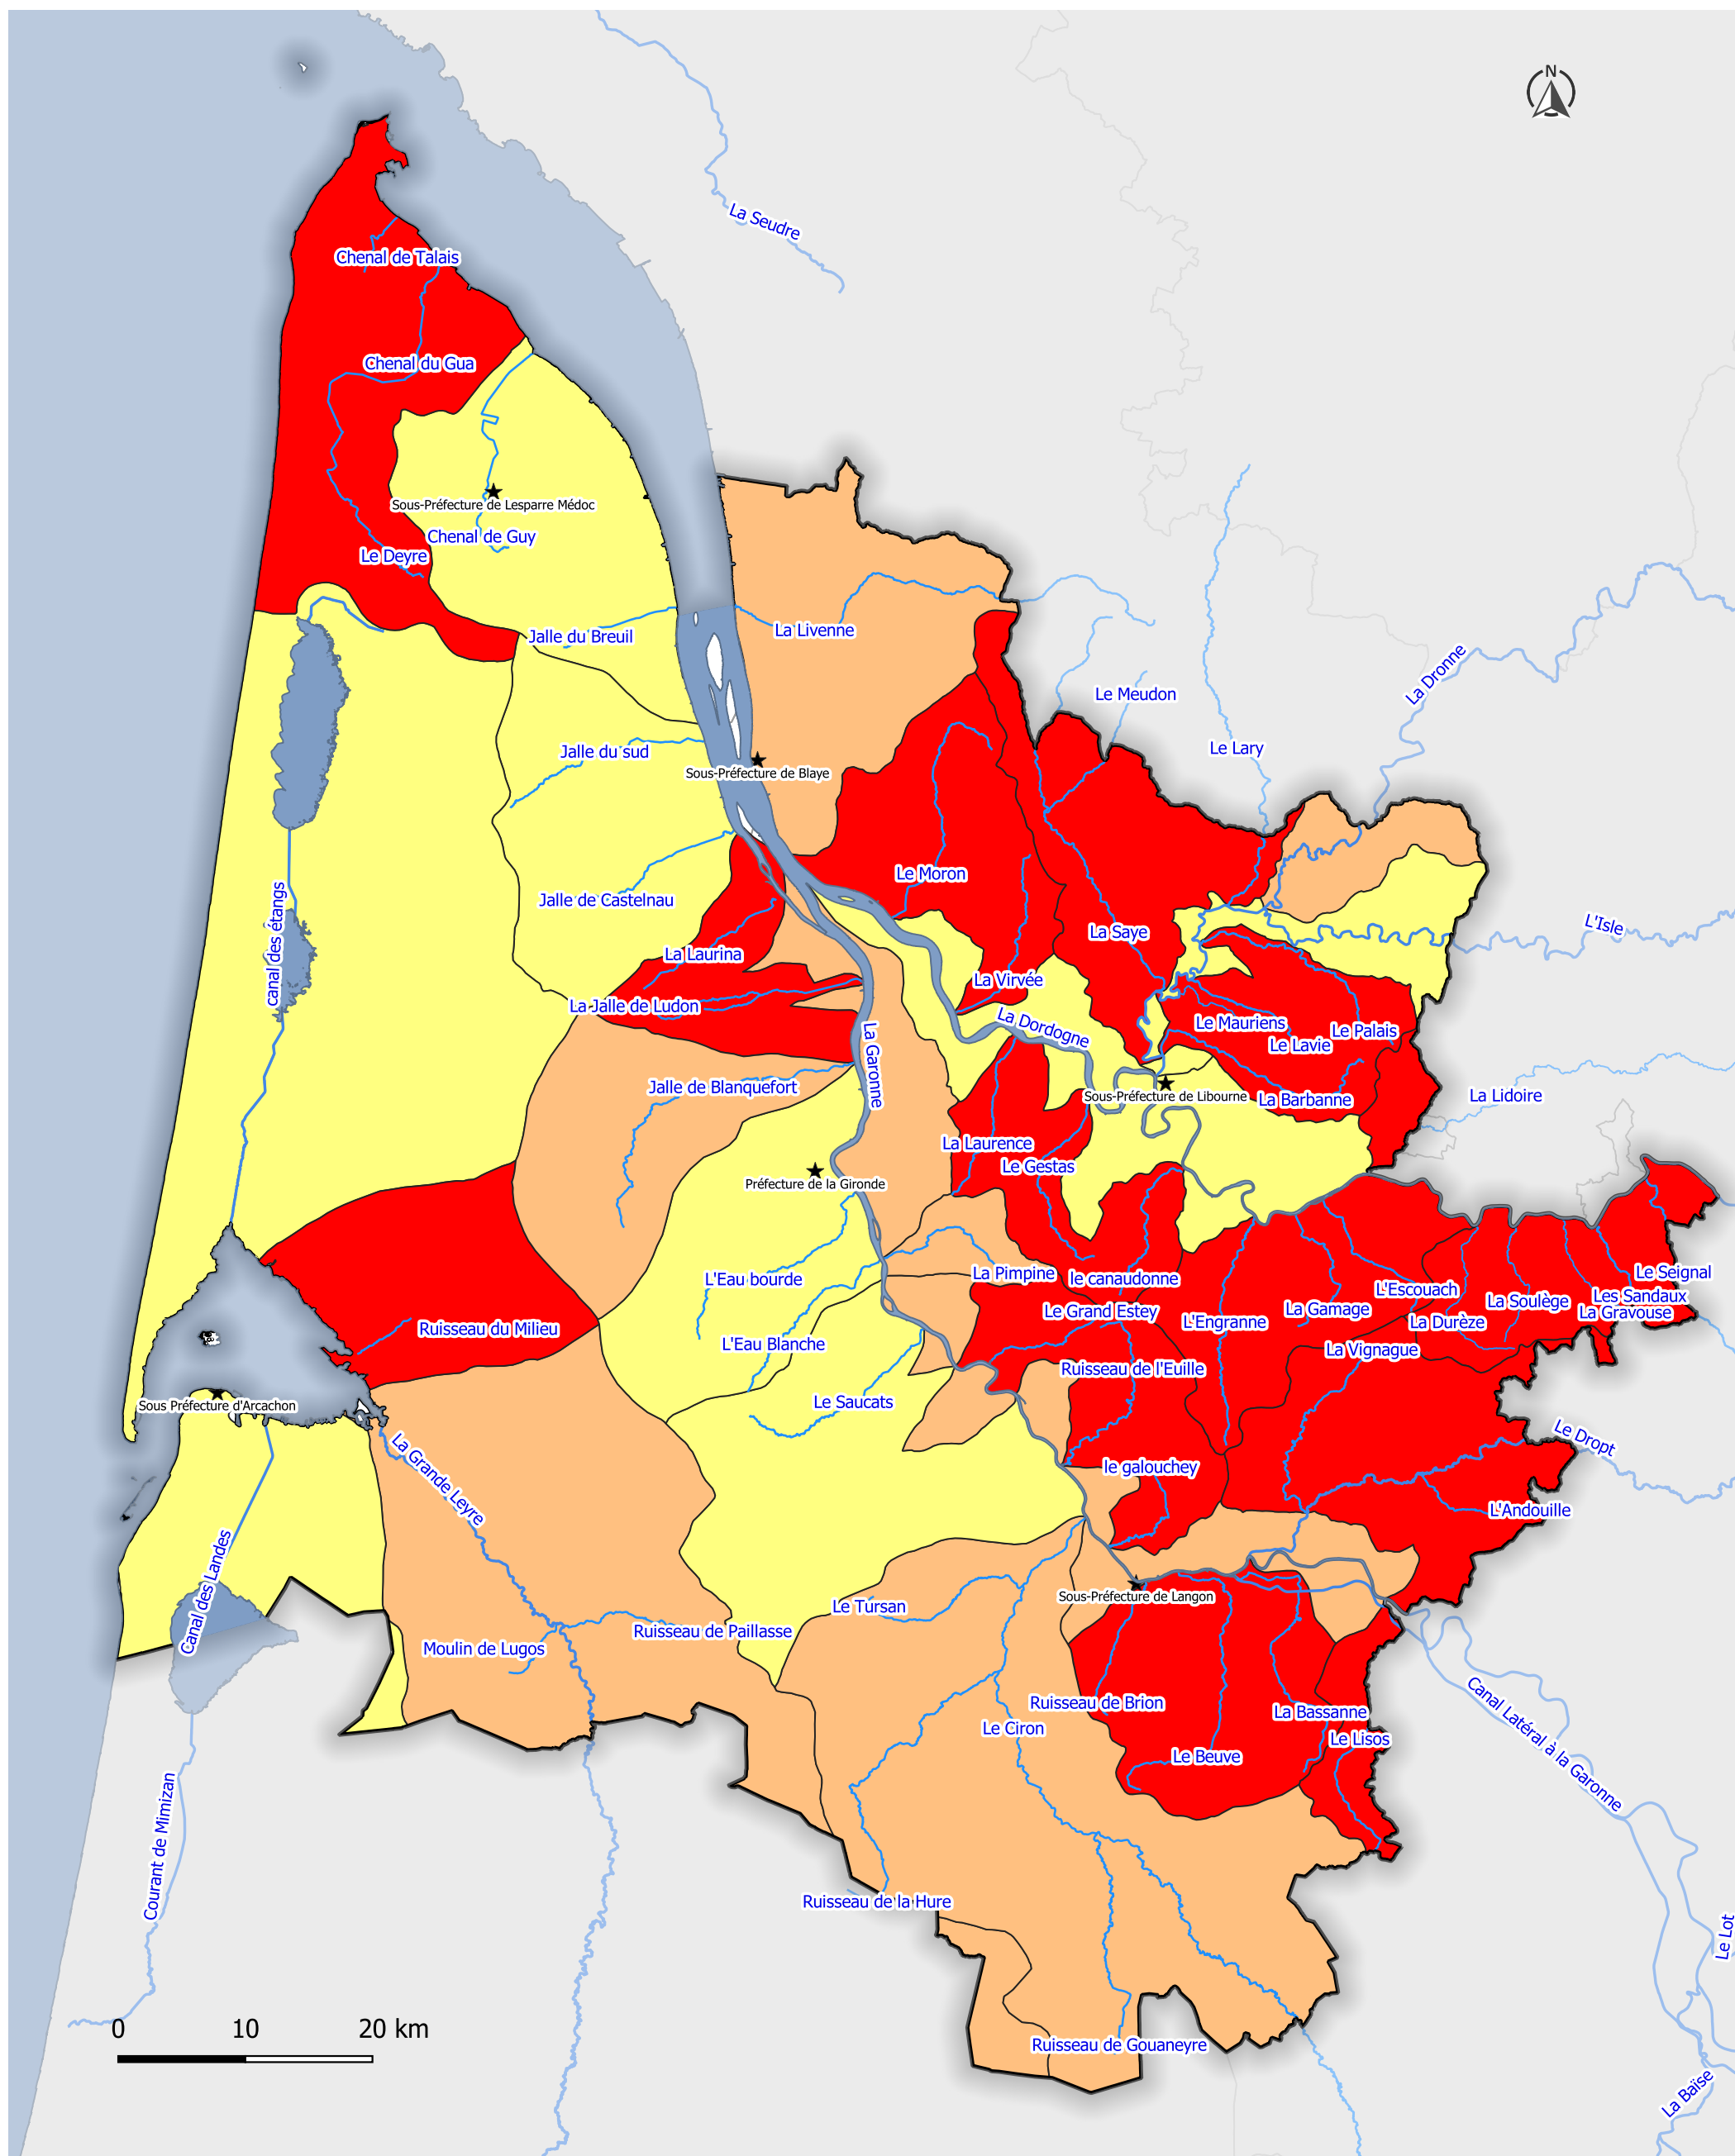 N
La Seudre
Chenal de Talais
Chenal du Gua
Sous-Préfecture de Lesparre Médoc
Chenal de Guy
Le Deyre
Jalle du Breuil
La Livenne
La Dronne
Le Meudon
Le Lary
Jalle du sud
Sous-Préfecture de Blaye
Le Moron
Jalle de Castelnau
canal des étangs
La Saye
L'Isle
La Laurina
La Virvée
La Jalle de Ludon
La Dordogne
Le Mauriens
Le Palais
Le Lavie
La Garonne
Jalle de Blanquefort
Sous-Préfecture de Libourne
La Barbanne
La Lidoire
La Laurence
Le Gestas
Préfecture de la Gironde
L'Eau bourde
La Pimpine
le canaudonne
Le Seignal
L'Escouach
Les Sandaux
La Soulège
La Gravouse
Le Grand Estey
La Gamage
L'Engranne
La Durèze
Ruisseau du Milieu
L'Eau Blanche
La Vignague
Ruisseau de l'Euille
Le Saucats
Sous Préfecture d'Arcachon
Le Dropt
La Grande Leyre
le galouchey
L'Andouille
Canal des Landes
Sous-Préfecture de Langon
Le Tursan
Ruisseau de Paillasse
Moulin de Lugos
Ruisseau de Brion
La Bassanne
Le Ciron
Le Lisos
Le Beuve
Canal Latéral à la Garonne
Courant de Mimizan
Ruisseau de la Hure
Le Lot
0 10 20 km
Ruisseau de Gouaneyre
La Baïse